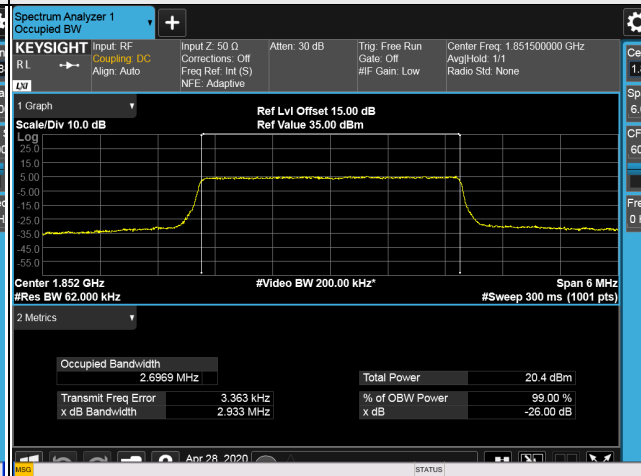 Spectrum Analyzer 1
Occupied BW
KEYSIGHT
RL
LXI
Input: RF
Coupling: DC
Align: Auto
Input Z: 50 Ω
Corrections: Off
Freq Ref: Int (S)
NFE: Adaptive
Atten: 30 dB
Trig: Free Run
Gate: Off
#IF Gain: Low
Center Freq: 1.851500000 GHz
Avg|Hold: 1/1
Radio Std: None
1 Graph
Scale/Div 10.0 dB
Ref Lvl Offset 15.00 dB
Ref Value 35.00 dBm
Log
25.0
15.0
5.00
-5.00
-15.0
-25.0
-35.0
-45.0
-55.0
Center 1.852 GHz
#Video BW 200.00 kHz*
Span 6 MHz
#Res BW 62.000 kHz
#Sweep 300 ms (1001 pts)
2 Metrics
Occupied Bandwidth
2.6969 MHz
Total Power 20.4 dBm
Transmit Freq Error 3.363 kHz
% of OBW Power 99.00 %
x dB Bandwidth 2.933 MHz
x dB -26.00 dB
Apr 28, 2020
MSG
STATUS